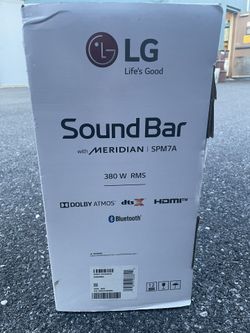 LG
Life's Good
Sound Bar
with MERIDIAN | SPM7A
380 W RMS
DOLBY ATMOS dts X HDMI
Bluetooth